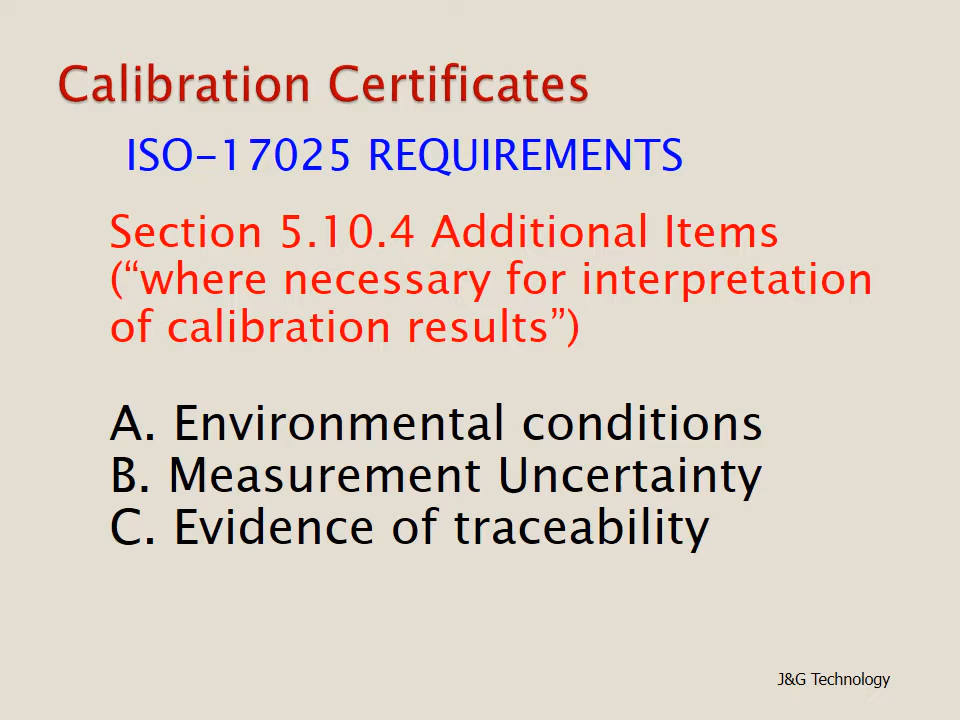 Calibration Certificates
ISO-17025 REQUIREMENTS
Section 5.10.4 Additional Items
(“where necessary for interpretation
of calibration results”)
A. Environmental conditions
B. Measurement Uncertainty
C. Evidence of traceability
J&G Technology